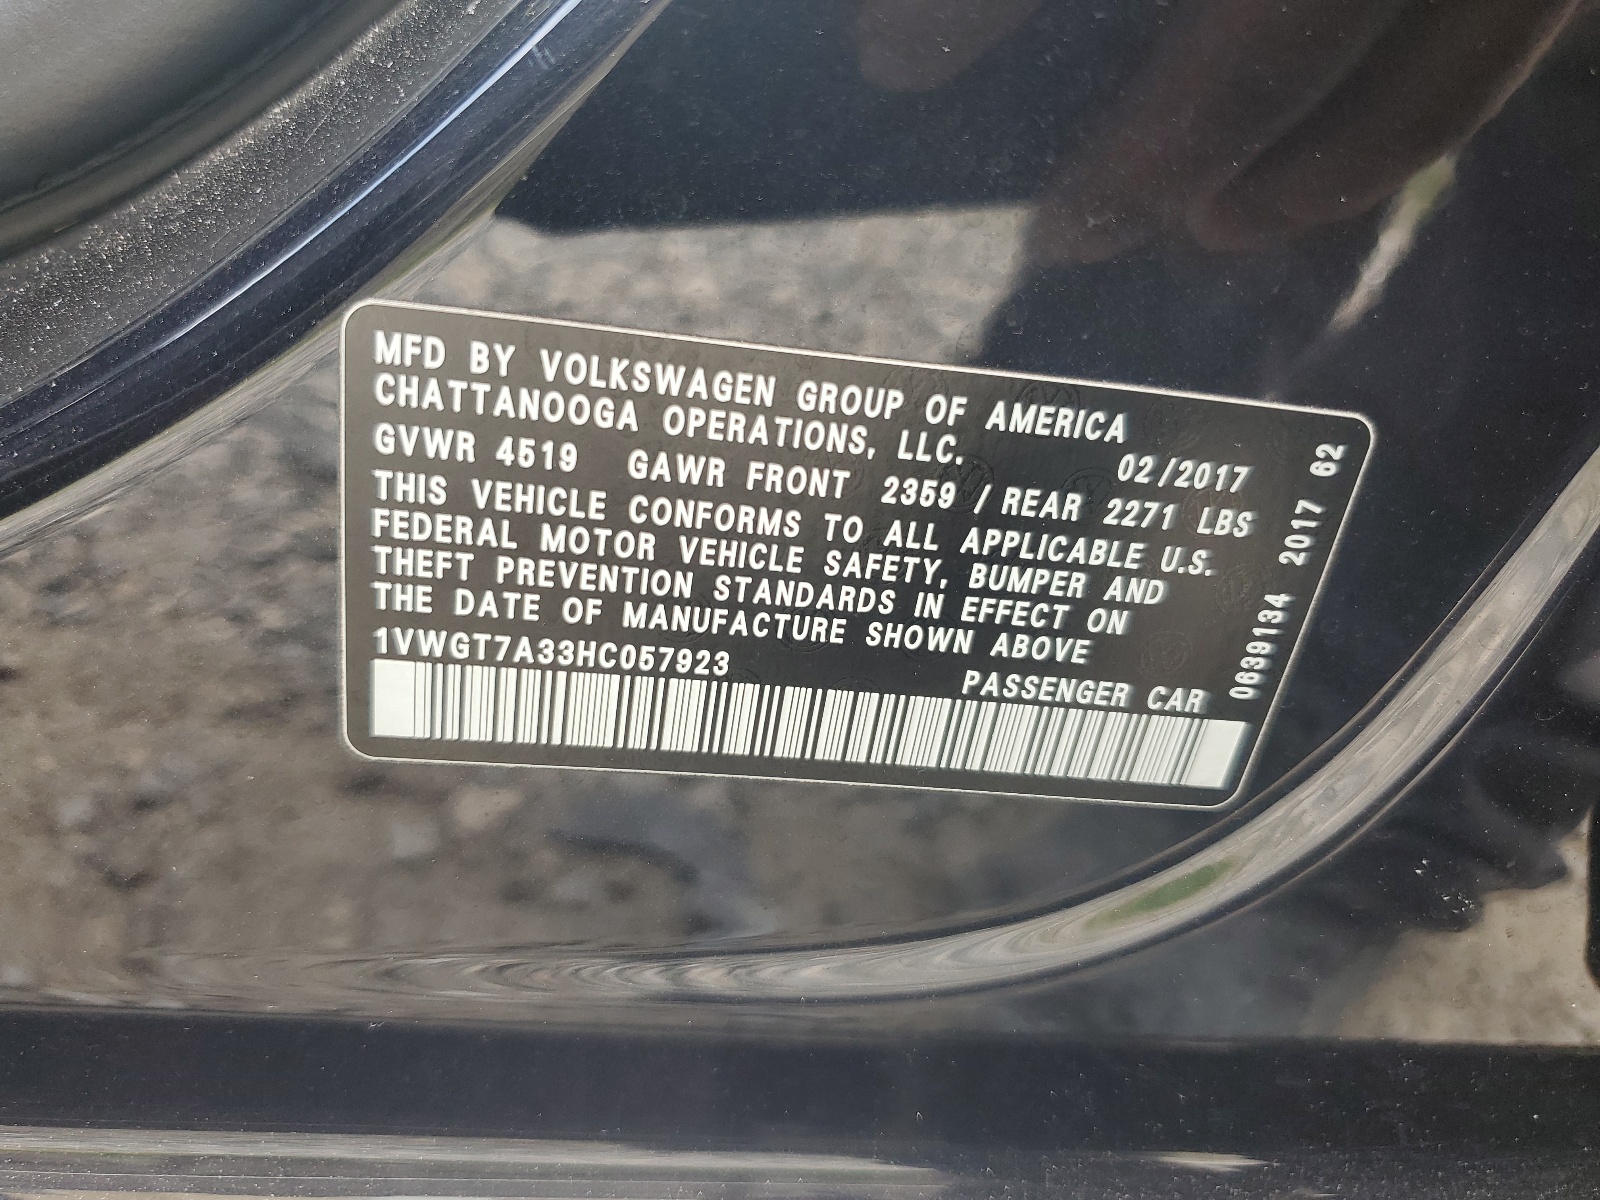 MFD BY VOLKSWAGEN GROUP OF AMERICA
CHATTANOOGA OPERATIONS, LLC.
02/2017
GVWR 4519 GAWR FRONT 2359 / REAR 2271 LBS
THIS VEHICLE CONFORMS TO ALL APPLICABLE U.S.
FEDERAL MOTOR VEHICLE SAFETY, BUMPER AND
THEFT PREVENTION STANDARDS IN EFFECT ON
THE DATE OF MANUFACTURE SHOWN ABOVE
1VWGT7A33HC057923
PASSENGER CAR
0639134 2017 62